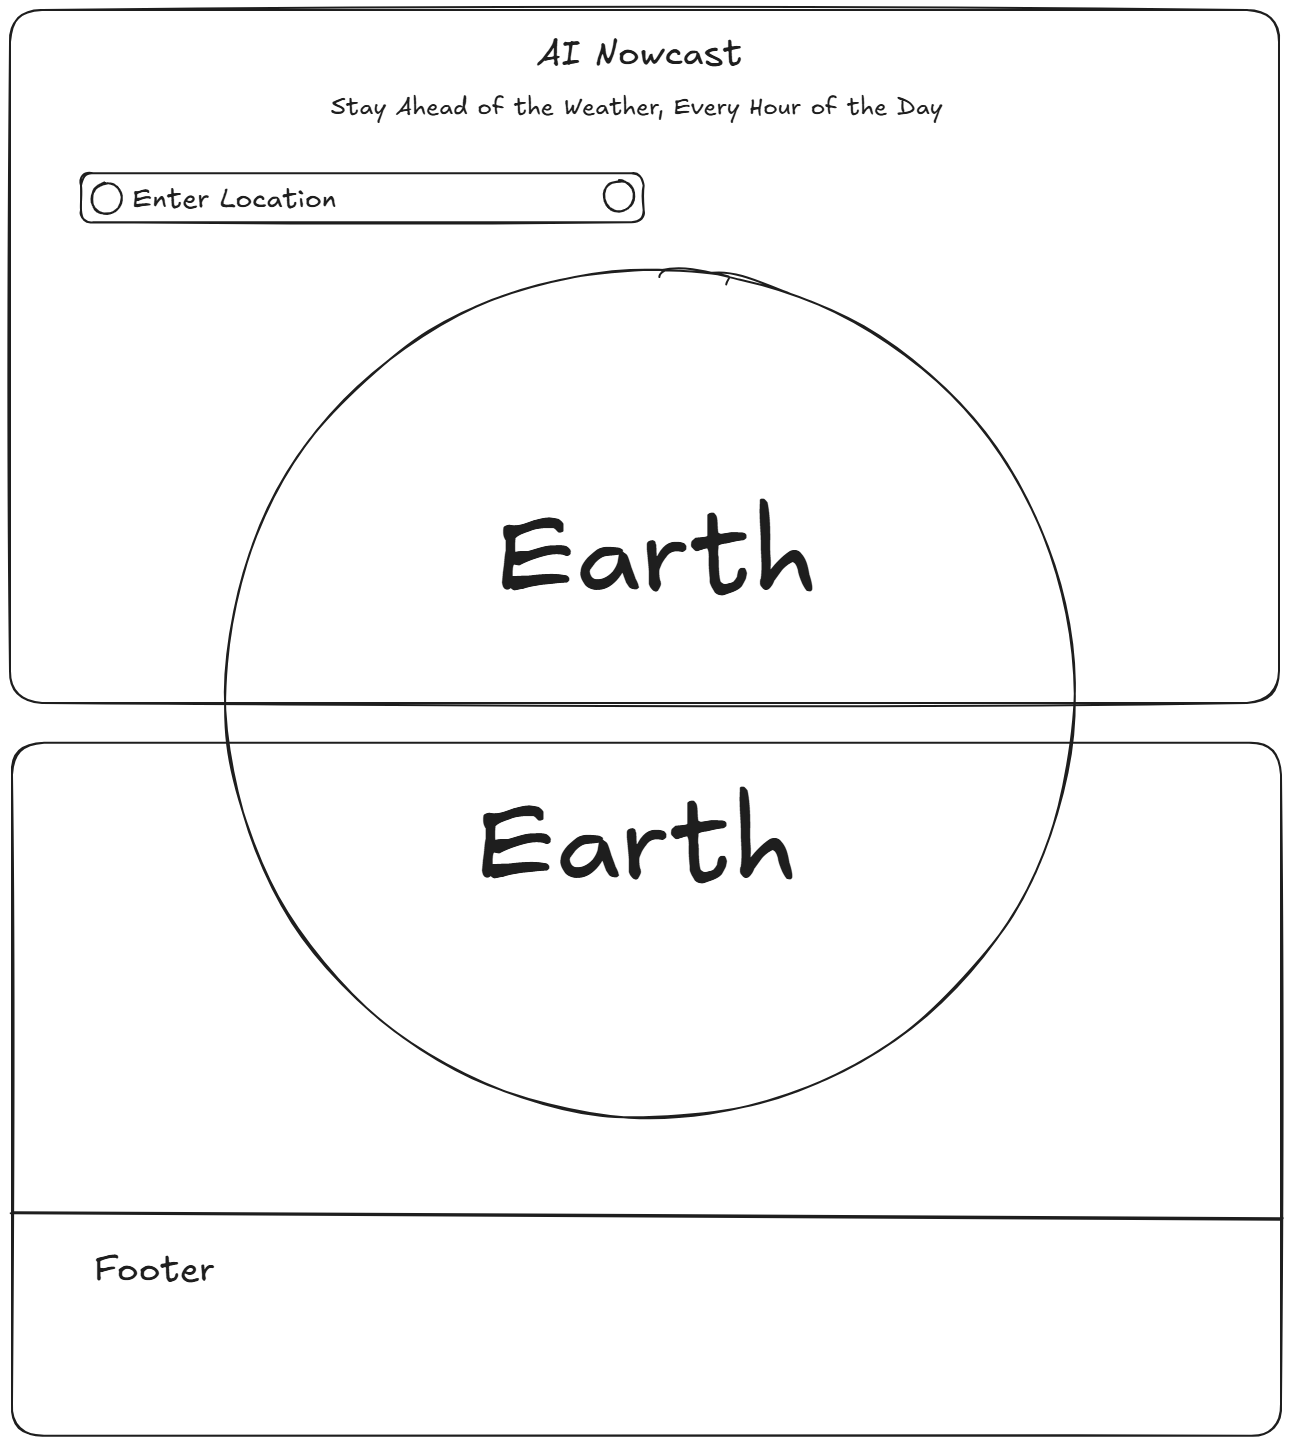 AI Nowcast
Stay Ahead of the Weather, Every Hour of the Day
Enter Location
Earth
Earth
Footer